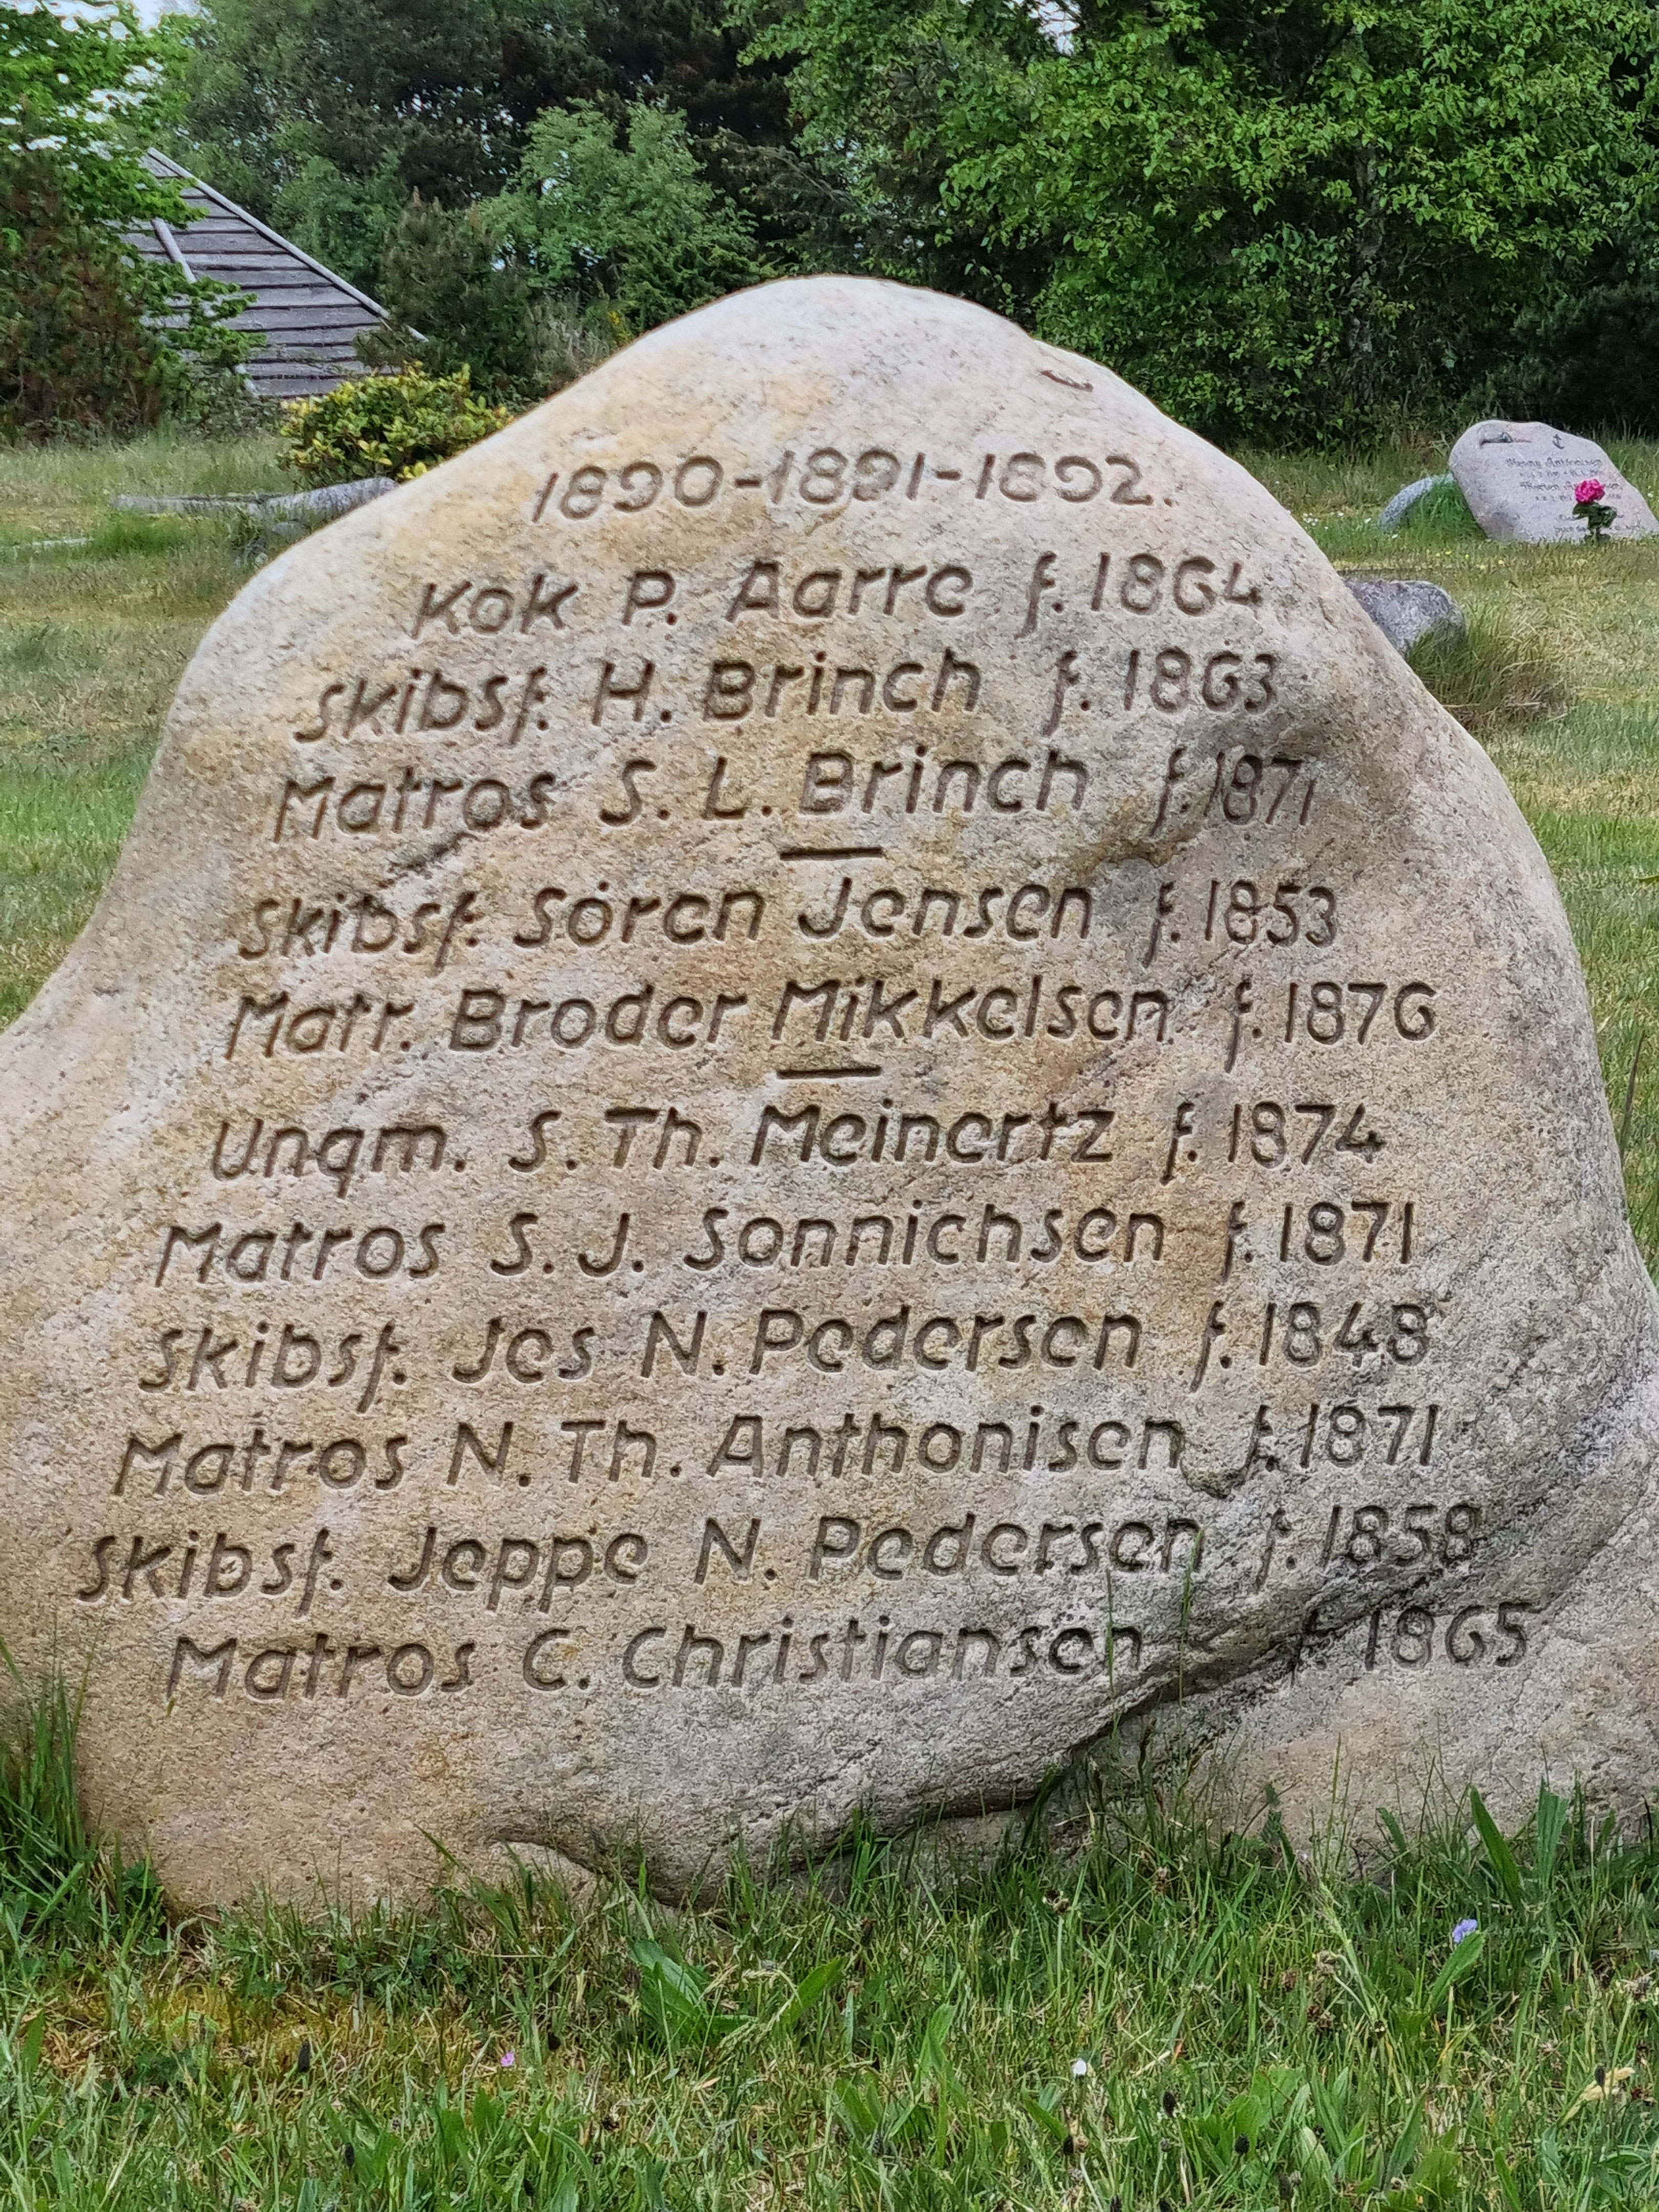 1890-1891-1892.
Kok P. Aarre f. 1864
Skibsf. H. Brinch f. 1863
Matros S. L. Brinch f. 1871
Skibsf. Sören Jensen f. 1853
Matr. Broder Mikkelsen f. 1876
Ungm. S. Th. Meinertz f. 1874
Matros S. J. Sonnichsen f. 1871
Skibsf. Jes N. Pedersen f. 1848
Matros N. Th. Anthonisen f. 1871
Skibsf. Jeppe N. Pedersen f. 1858
Matros C. Christiansen f. 1865